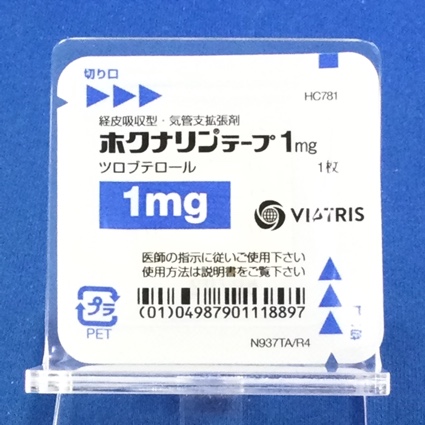 切り口
HC781
経皮吸収型・気管支拡張剤
ホクナリンテープ 1mg
ツロブテロール 1枚
1mg
VIATRIS
医師の指示に従いご使用下さい
使用方法は説明書をご覧下さい
プラ
PET
(01)04987901118897
N937TA/R4